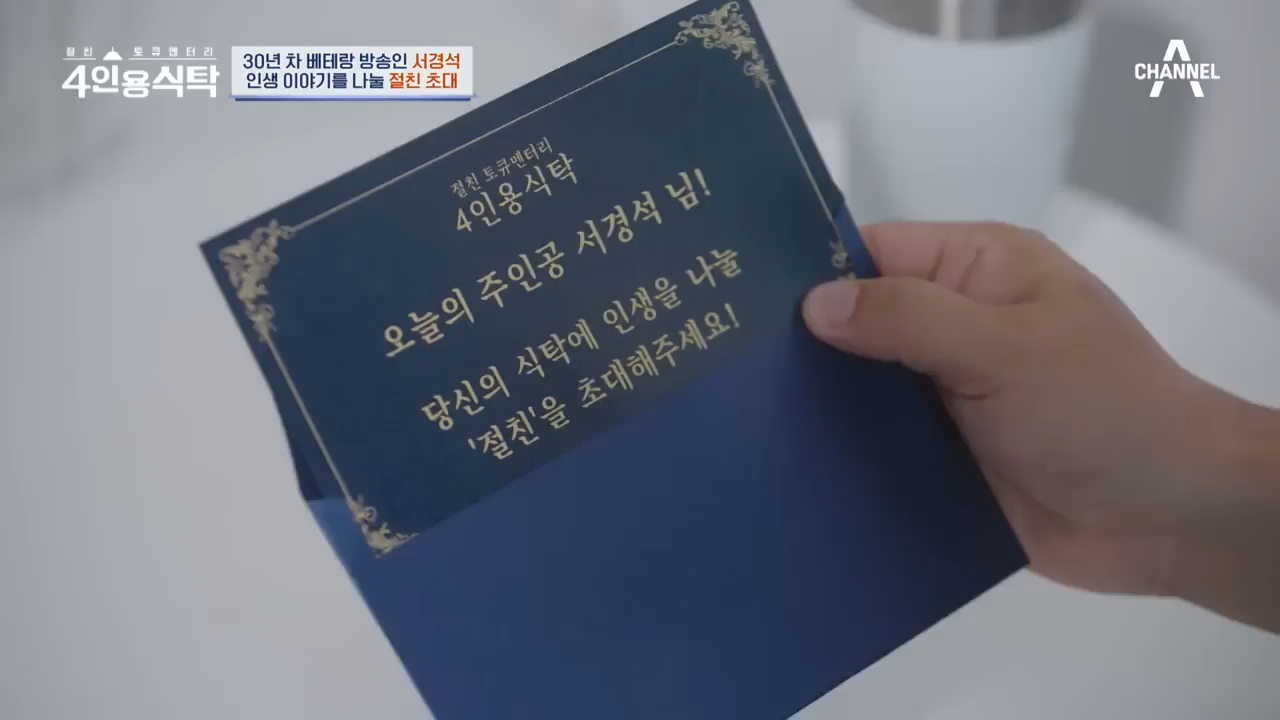 절친 토큐멘터리
4인용식탁
30년 차 베테랑 방송인 서경석
인생 이야기를 나눌 절친 초대
CHANNEL A
절친 토큐멘터리
4인용식탁
오늘의 주인공 서경석 님!
당신의 식탁에 인생을 나눌
'절친'을 초대해주세요!